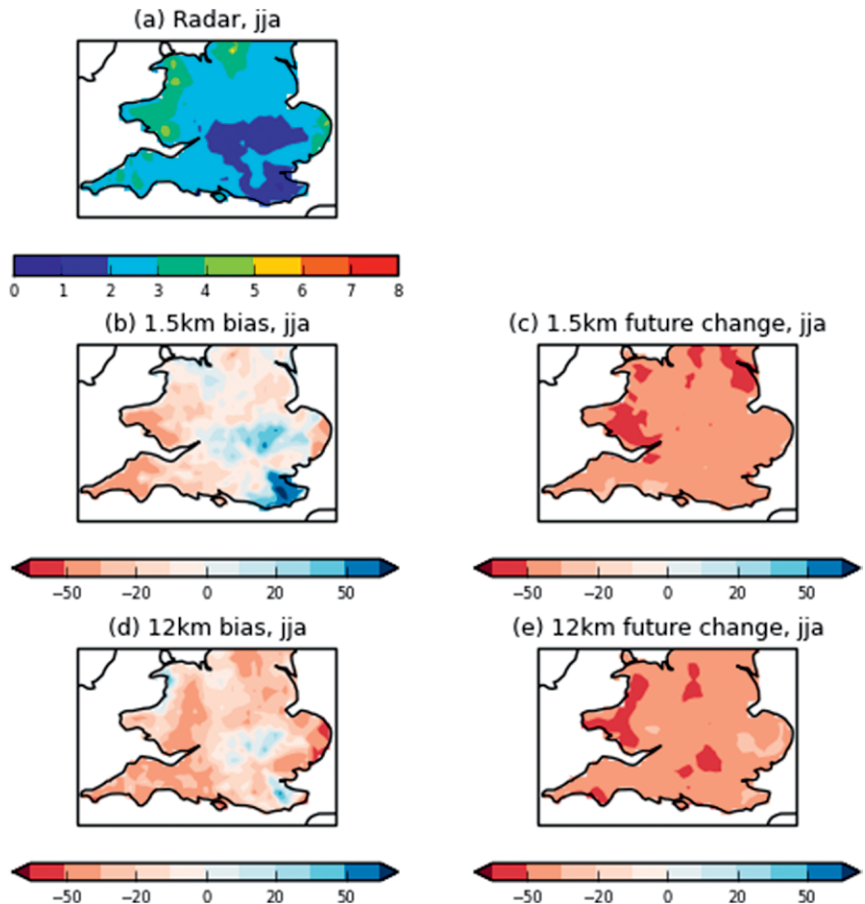 (a) Radar, jja
0 1 2 3 4 5 6 7 8
(b) 1.5km bias, jja
(c) 1.5km future change, jja
−50 −20 0 20 50
−50 −20 0 20 50
(d) 12km bias, jja
(e) 12km future change, jja
−50 −20 0 20 50
−50 −20 0 20 50